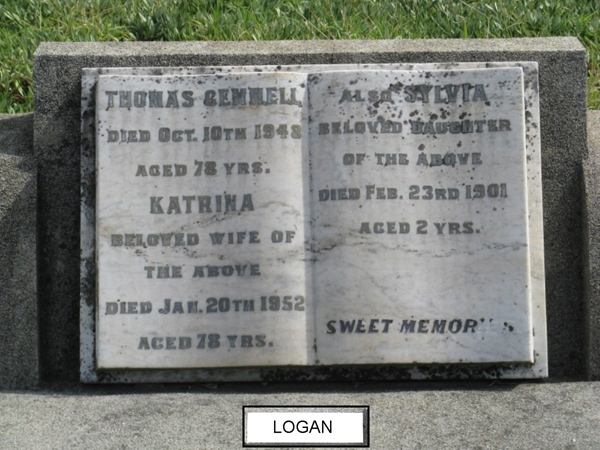 THOMAS GEMMELL
DIED OCT. 10TH 1948
AGED 78 YRS.
KATRINA
BELOVED WIFE OF
THE ABOVE
DIED JAN. 20TH 1952
AGED 78 YRS.
ALSO SYLVIA
BELOVED DAUGHTER
OF THE ABOVE
DIED FEB. 23RD 1901
AGED 2 YRS.
SWEET
LOGAN